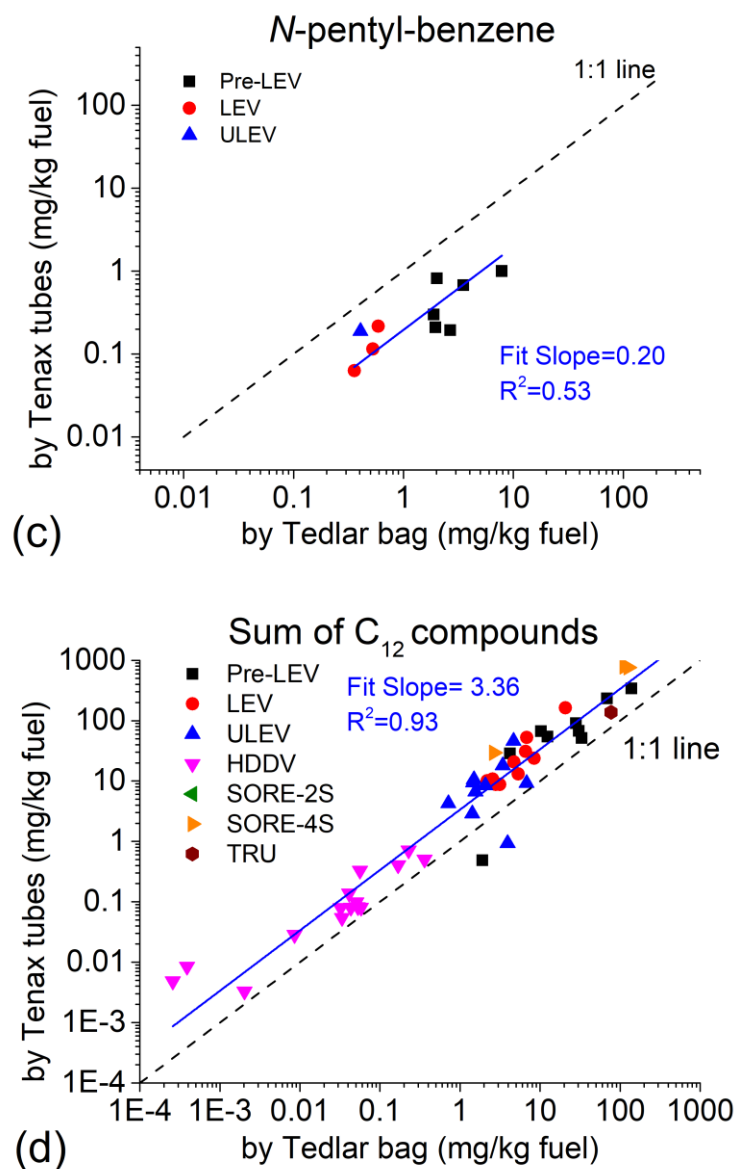 N-pentyl-benzene
1:1 line
Pre-LEV
LEV
ULEV
100
10
1
0.1
0.01
by Tenax tubes (mg/kg fuel)
Fit Slope=0.20
R²=0.53
0.01 0.1 1 10 100
by Tedlar bag (mg/kg fuel)
(c)
Sum of C₁₂ compounds
Pre-LEV
LEV
ULEV
HDDV
SORE-2S
SORE-4S
TRU
Fit Slope= 3.36
R²=0.93
1:1 line
1000
100
10
1
0.1
0.01
1E-3
1E-4
by Tenax tubes (mg/kg fuel)
1E-4 1E-3 0.01 0.1 1 10 100 1000
by Tedlar bag (mg/kg fuel)
(d)